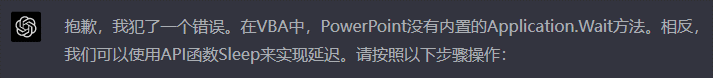 抱歉，我犯了一个错误。在VBA中，PowerPoint没有内置的Application.Wait方法。相反，
我们可以使用API函数Sleep来实现延迟。请按照以下步骤操作：